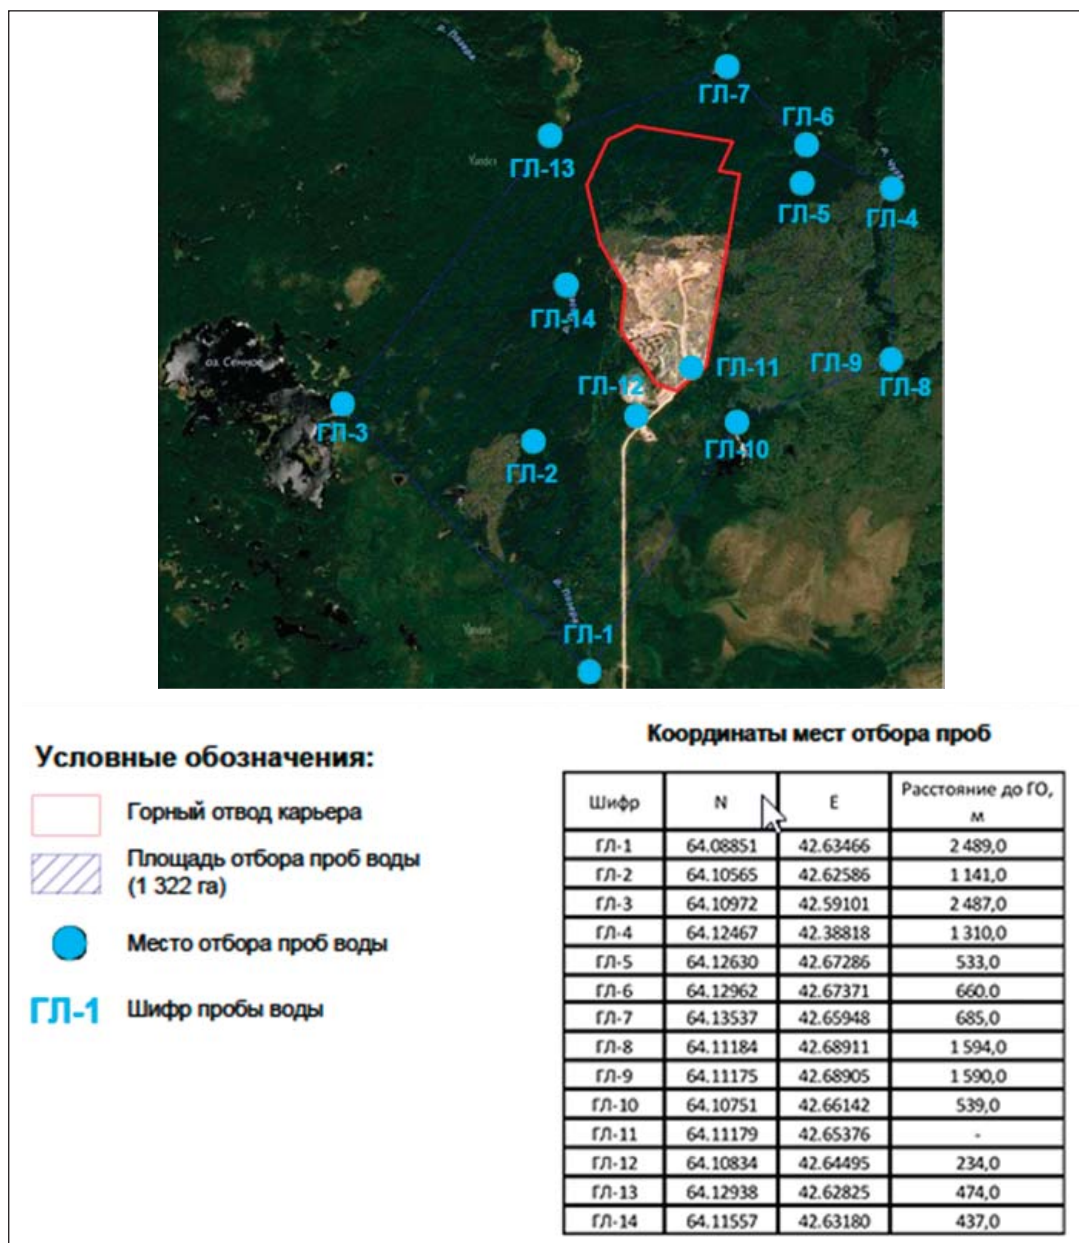 р. Позера
ГЛ-7
ГЛ-6
Yandex
ГЛ-13
р. Чуга
ГЛ-5
ГЛ-4
ГЛ-14
оз. Сенное
ГЛ-11
ГЛ-9
ГЛ-8
ГЛ-12
ГЛ-3
ГЛ-10
ГЛ-2
р. Позера
Yandex
ГЛ-1
Условные обозначения:
Горный отвод карьера
Площадь отбора проб воды
(1 322 га)
Место отбора проб воды
ГЛ-1 Шифр пробы воды
Координаты мест отбора проб
Шифр N E Расстояние до ГО, м
ГЛ-1 64.08851 42.63466 2 489,0
ГЛ-2 64.10565 42.62586 1 141,0
ГЛ-3 64.10972 42.59101 2 487,0
ГЛ-4 64.12467 42.38818 1 310,0
ГЛ-5 64.12630 42.67286 533,0
ГЛ-6 64.12962 42.67371 660.0
ГЛ-7 64.13537 42.65948 685,0
ГЛ-8 64.11184 42.68911 1 594,0
ГЛ-9 64.11175 42.68905 1 590,0
ГЛ-10 64.10751 42.66142 539,0
ГЛ-11 64.11179 42.65376 -
ГЛ-12 64.10834 42.64495 234,0
ГЛ-13 64.12938 42.62825 474,0
ГЛ-14 64.11557 42.63180 437,0